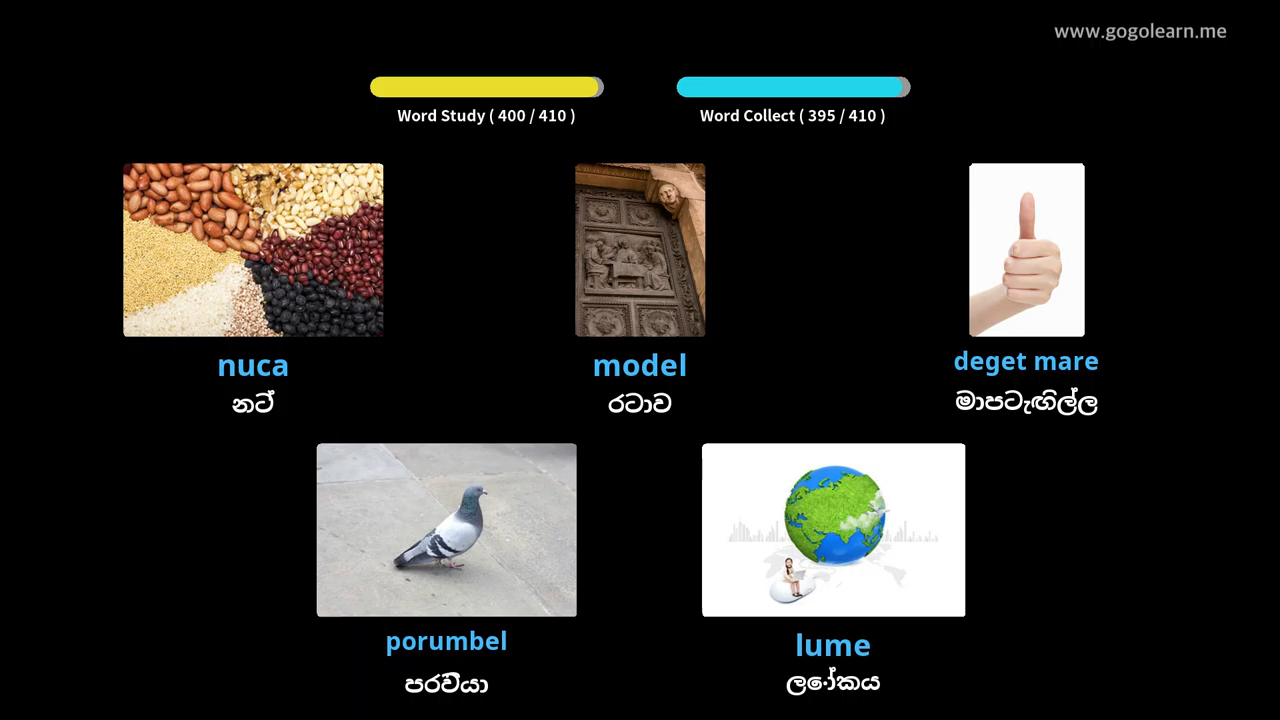 www.gogolearn.me
Word Study ( 400 / 410 )
Word Collect ( 395 / 410 )
nuca
නට්
model
රටාව
deget mare
මාපටැඟිල්ල
porumbel
පරවියා
lume
ලෝකය